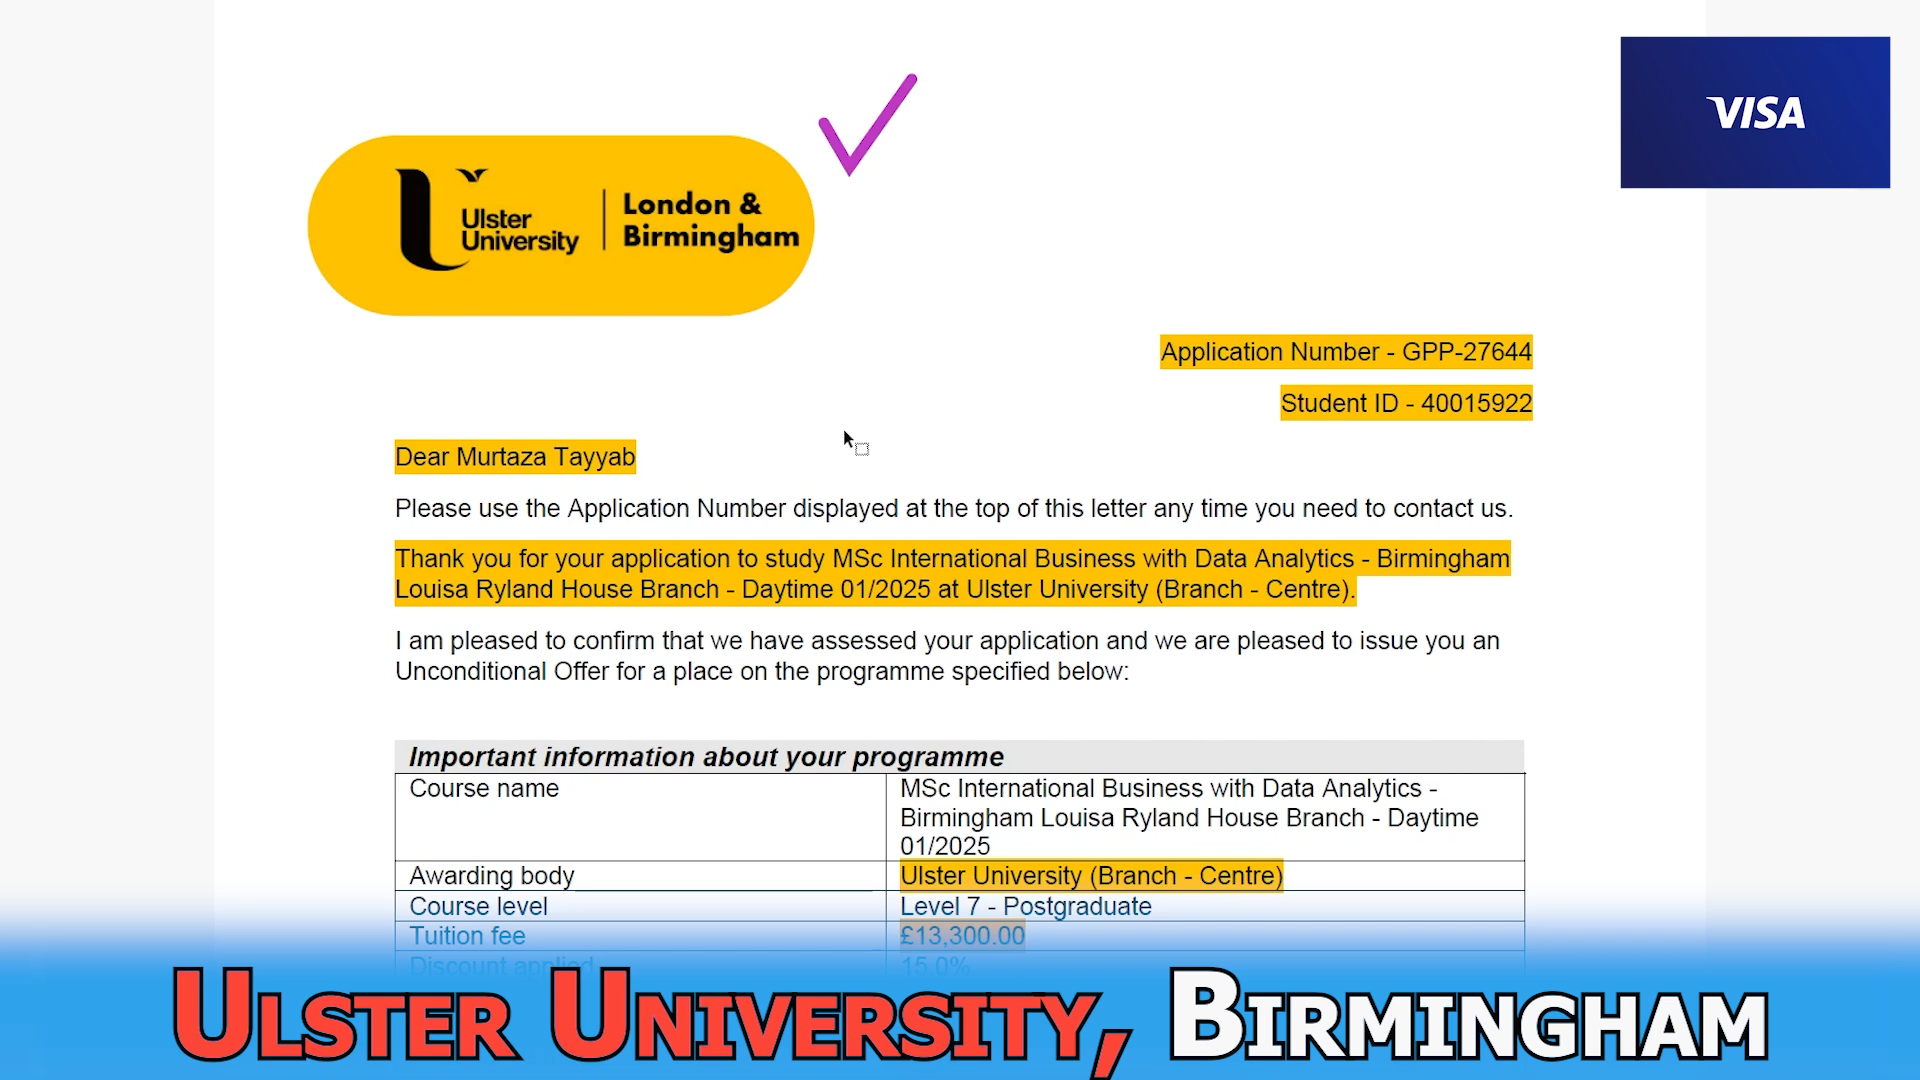 VISA
Ulster
University
London &
Birmingham
Application Number - GPP-27644
Student ID - 40015922
Dear Murtaza Tayyab
Please use the Application Number displayed at the top of this letter any time you need to contact us.
Thank you for your application to study MSc International Business with Data Analytics - Birmingham
Louisa Ryland House Branch - Daytime 01/2025 at Ulster University (Branch - Centre).
I am pleased to confirm that we have assessed your application and we are pleased to issue you an
Unconditional Offer for a place on the programme specified below:
Important information about your programme
Course name
MSc International Business with Data Analytics -
Birmingham Louisa Ryland House Branch - Daytime
01/2025
Awarding body
Ulster University (Branch - Centre)
Course level
Level 7 - Postgraduate
Tuition fee
£13,300.00
Discount applied
15.0%
ULSTER UNIVERSITY, BIRMINGHAM